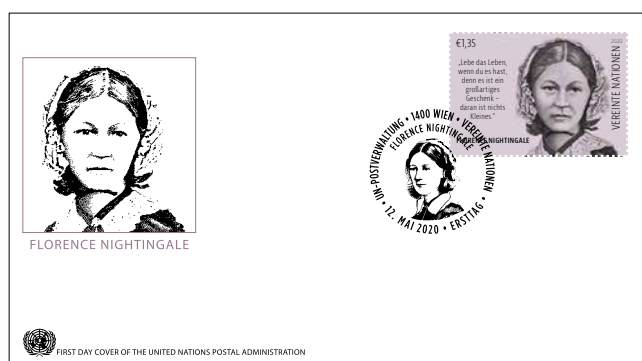 €1,35
2020
„Lebe das Leben,
wenn du es hast,
denn es ist ein
großartiges
Geschenk –
daran ist nichts
Kleines.“
FLORENCE NIGHTINGALE
VEREINTE NATIONEN
UN-POSTVERWALTUNG • 1400 WIEN • VEREINTE NATIONEN •
FLORENCE NIGHTINGALE
• 12. MAI 2020 • ERSTTAG •
FLORENCE NIGHTINGALE
FIRST DAY COVER OF THE UNITED NATIONS POSTAL ADMINISTRATION